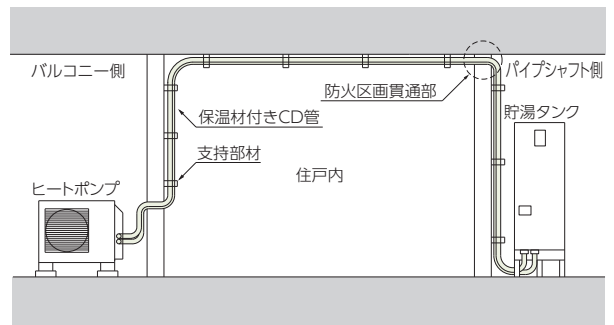 バルコニー側
パイプシャフト側
防火区画貫通部
貯湯タンク
保温材付きCD管
支持部材
住戸内
ヒートポンプ